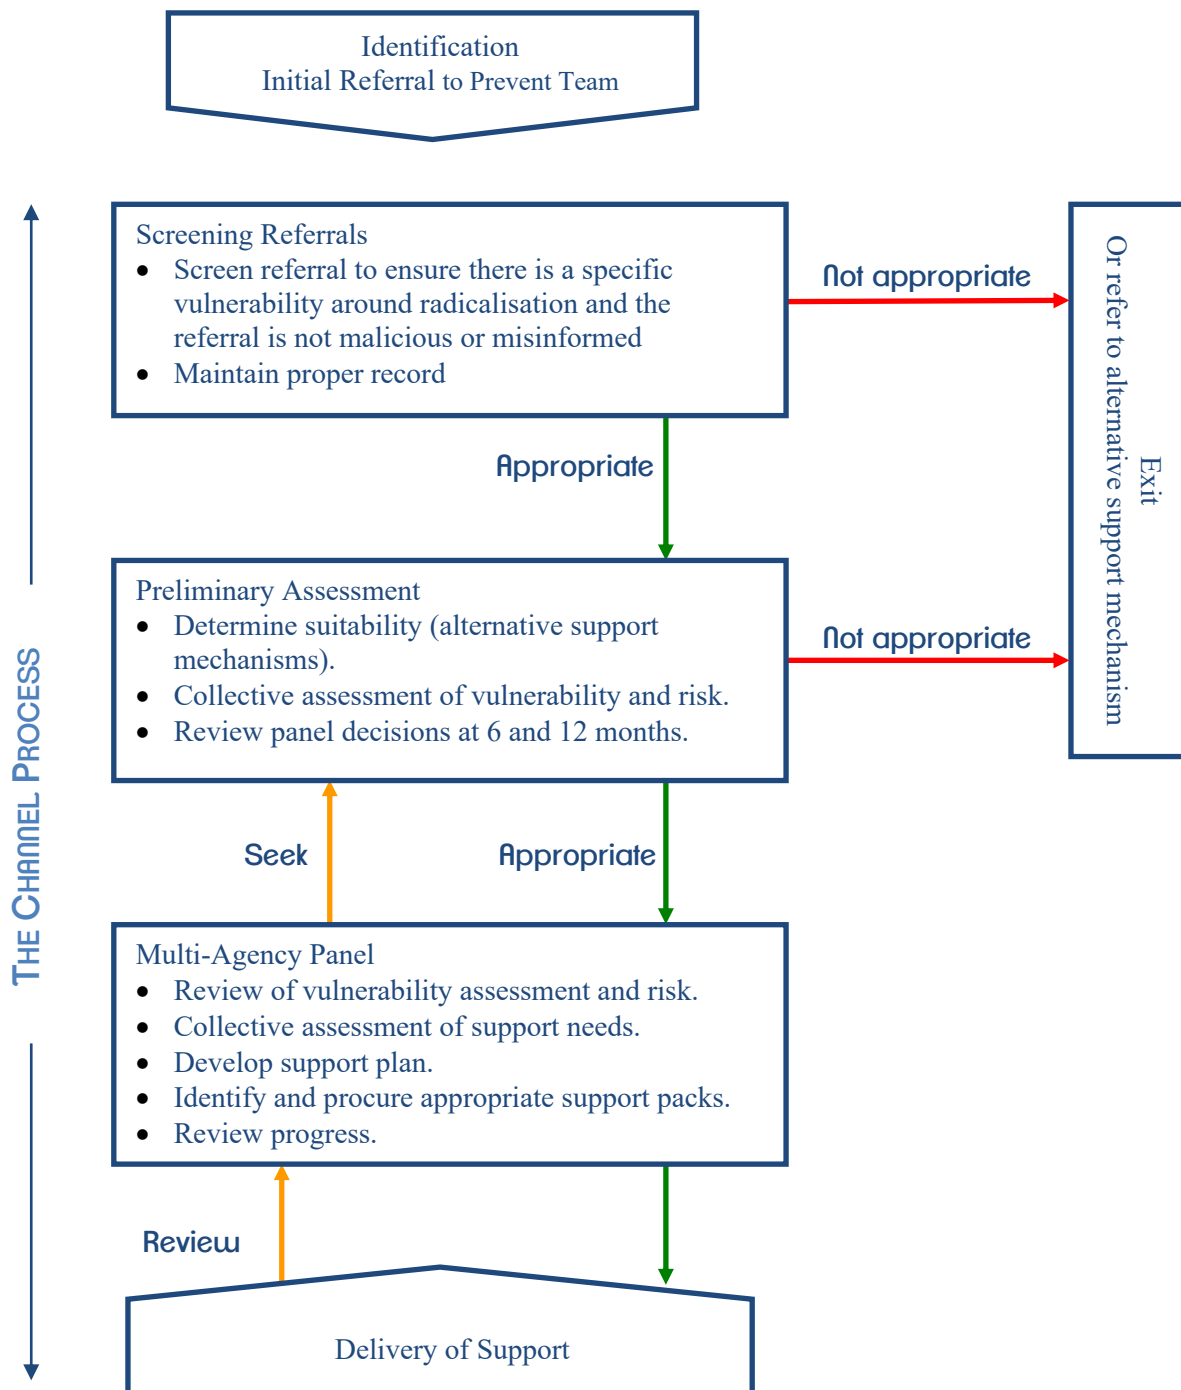 Identification
Initial Referral to Prevent Team
Screening Referrals
• Screen referral to ensure there is a specific
vulnerability around radicalisation and the
referral is not malicious or misinformed
• Maintain proper record
Not appropriate
Exit
Or refer to alternative support mechanism
Appropriate
Preliminary Assessment
• Determine suitability (alternative support
mechanisms).
• Collective assessment of vulnerability and risk.
• Review panel decisions at 6 and 12 months.
Not appropriate
THE CHANNEL PROCESS
Seek
Appropriate
Multi-Agency Panel
• Review of vulnerability assessment and risk.
• Collective assessment of support needs.
• Develop support plan.
• Identify and procure appropriate support packs.
• Review progress.
Review
Delivery of Support